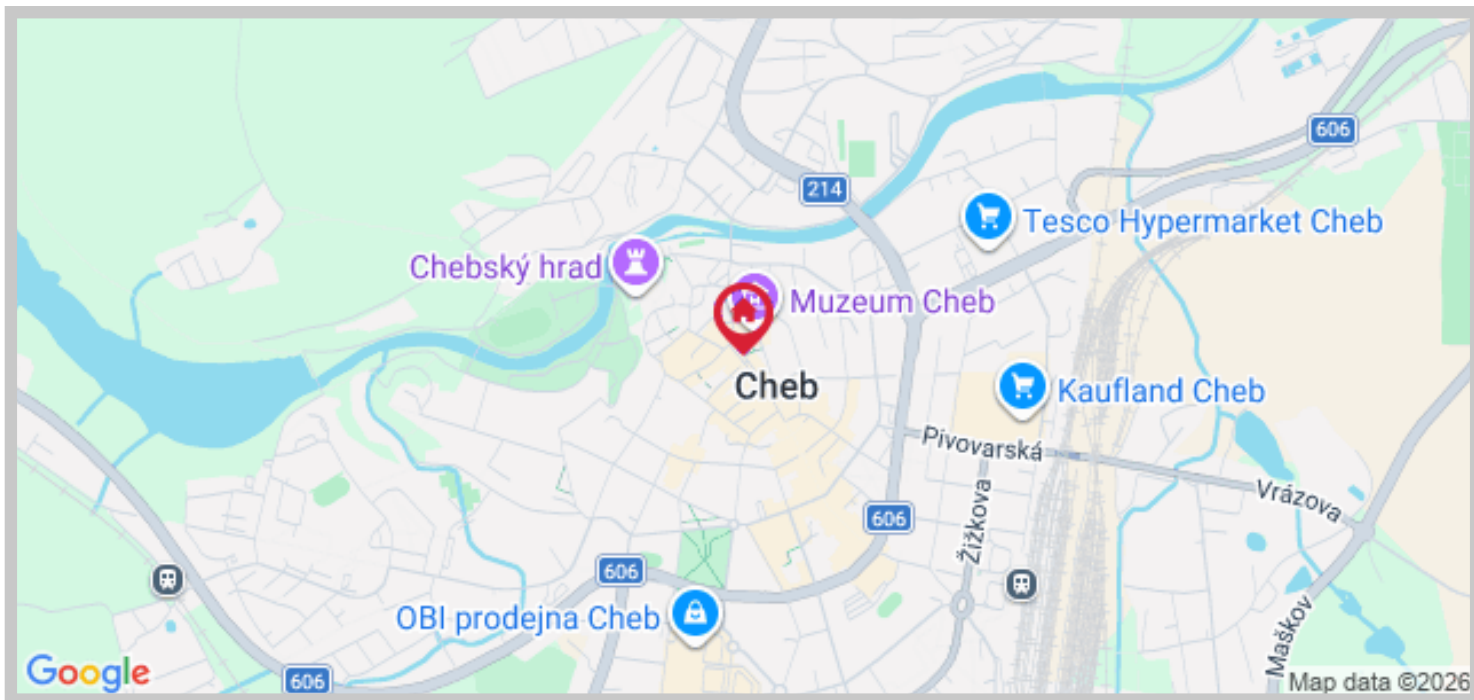 606
214
Tesco Hypermarket Cheb
Chebský hrad
Muzeum Cheb
Cheb
Kaufland Cheb
Pivovarská
Vrázova
Žižkova
606
606
OBI prodejna Cheb
Maškov
Google
606
Map data ©2026